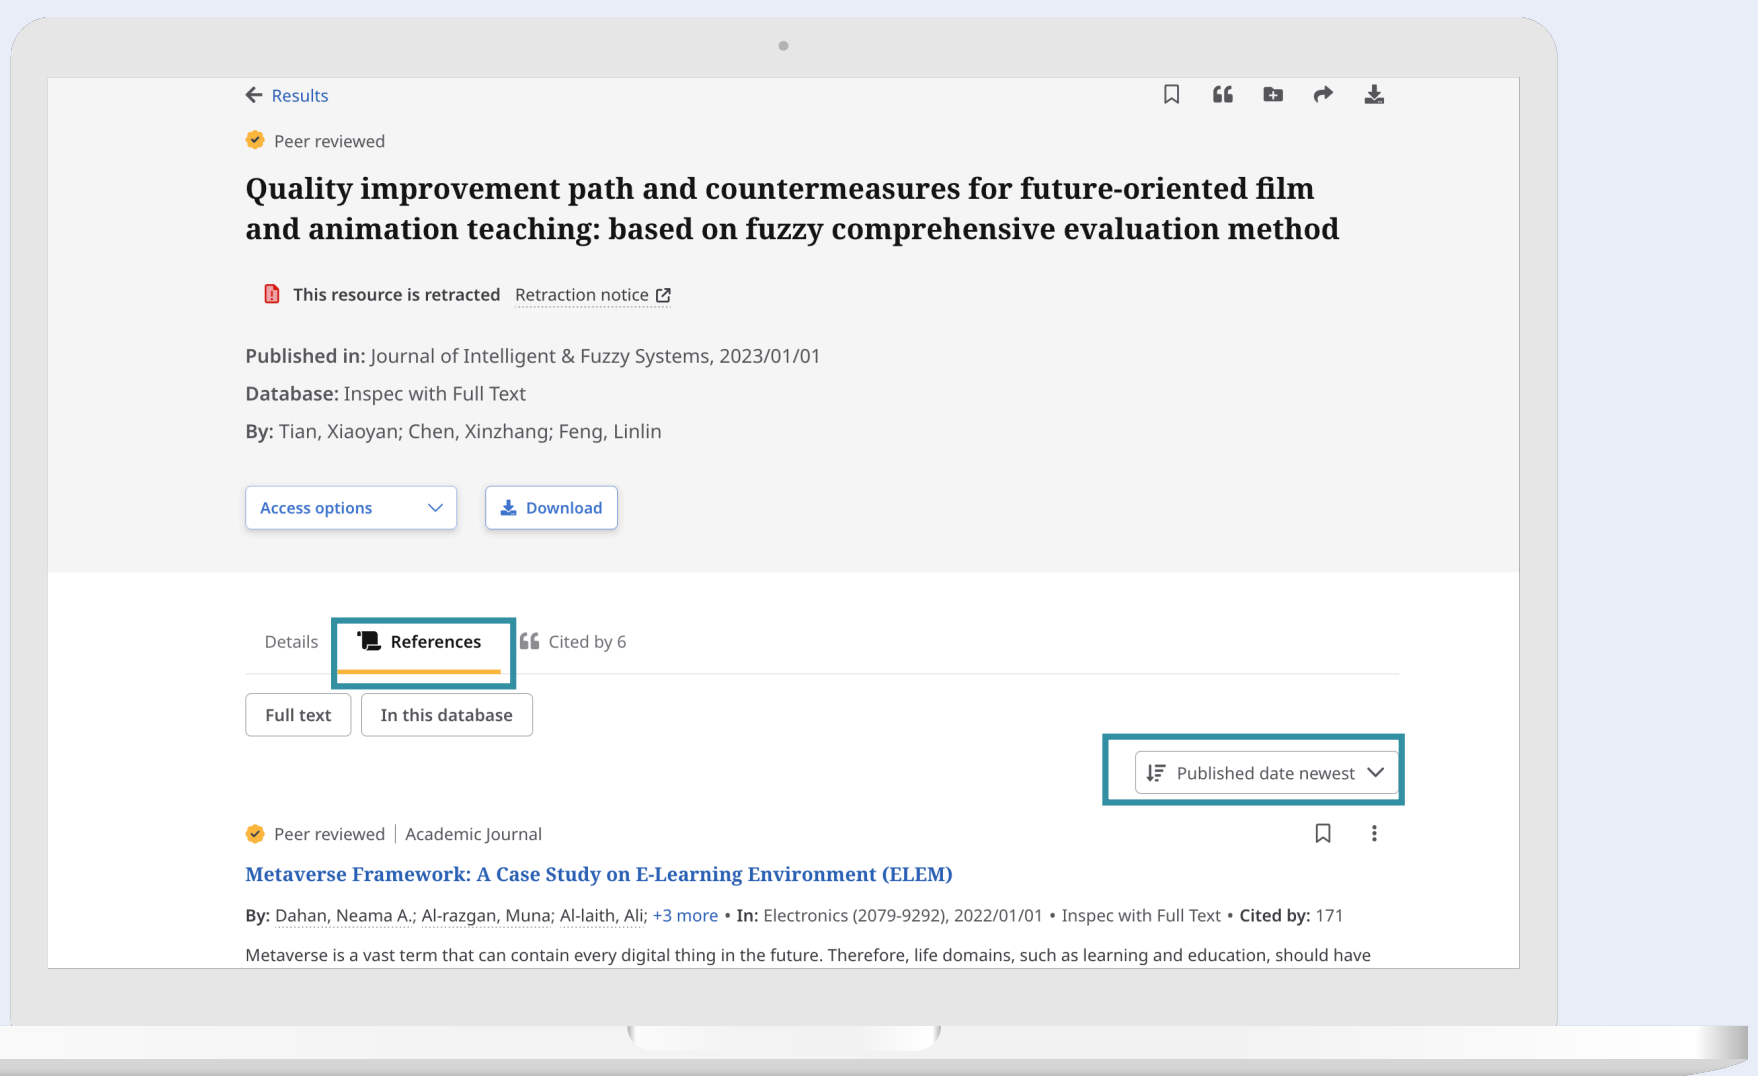 Results
Peer reviewed
Quality improvement path and countermeasures for future-oriented film
and animation teaching: based on fuzzy comprehensive evaluation method
This resource is retracted Retraction notice
Published in: Journal of Intelligent & Fuzzy Systems, 2023/01/01
Database: Inspec with Full Text
By: Tian, Xiaoyan; Chen, Xinzhang; Feng, Linlin
Access options Download
Details References Cited by 6
Full text In this database
Published date newest
Peer reviewed | Academic Journal
Metaverse Framework: A Case Study on E-Learning Environment (ELEM)
By: Dahan, Neama A.; Al-razgan, Muna; Al-laith, Ali; +3 more • In: Electronics (2079-9292), 2022/01/01 • Inspec with Full Text • Cited by: 171
Metaverse is a vast term that can contain every digital thing in the future. Therefore, life domains, such as learning and education, should have